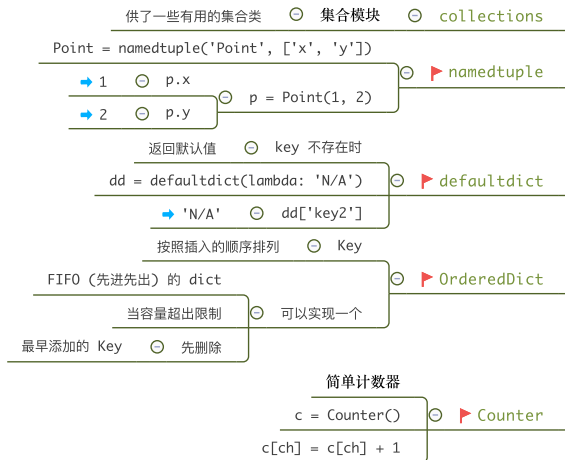 collections
集合模块
供了一些有用的集合类
namedtuple
Point = namedtuple('Point', ['x', 'y'])
p = Point(1, 2)
p.x
1
p.y
2
defaultdict
key 不存在时
返回默认值
dd = defaultdict(lambda: 'N/A')
dd['key2']
'N/A'
OrderedDict
Key
按照插入的顺序排列
可以实现一个
FIFO (先进先出) 的 dict
当容量超出限制
先删除
最早添加的 Key
Counter
简单计数器
c = Counter()
c[ch] = c[ch] + 1